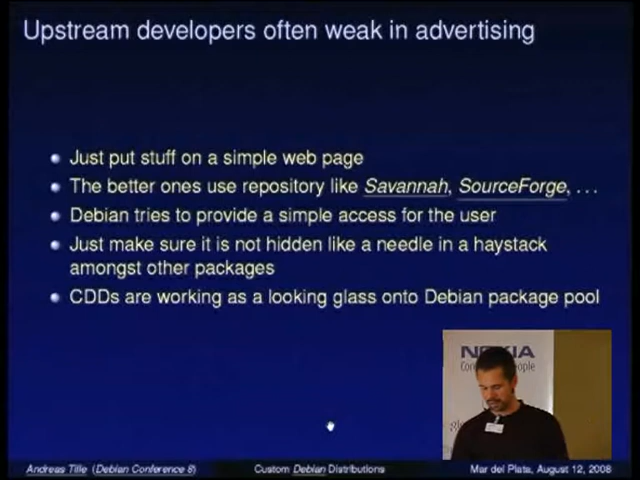 Upstream developers often weak in advertising
Just put stuff on a simple web page
The better ones use repository like Savannah, SourceForge, ...
Debian tries to provide a simple access for the user
Just make sure it is not hidden like a needle in a haystack
amongst other packages
CDDs are working as a looking glass onto Debian package pool
NOKIA
Andreas Tille (Debian Conference 8) Custom Debian Distributions Mar del Plata, August 12, 2008